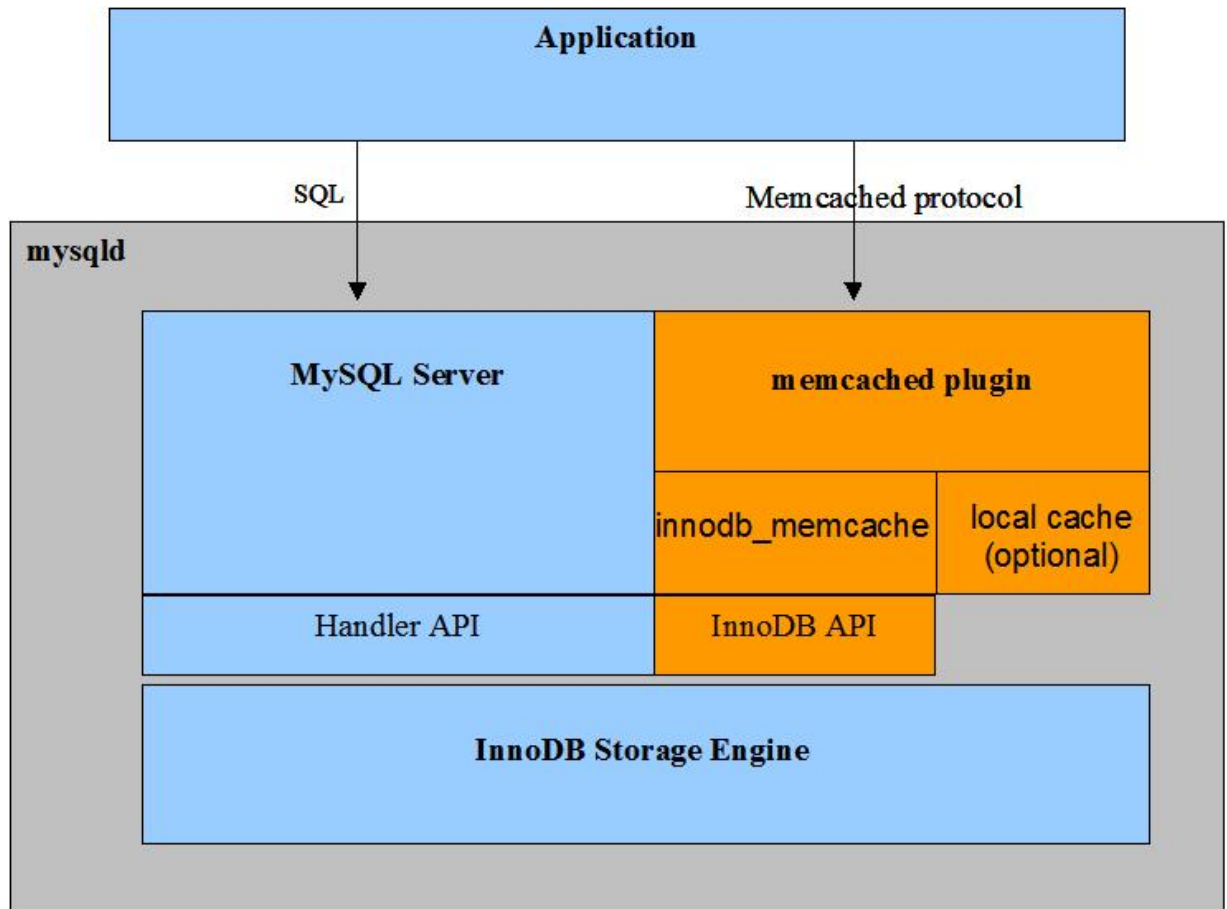 Application
SQL
Memcached protocol
mysqld
MySQL Server
memcached plugin
innodb_memcache
local cache
(optional)
Handler API
InnoDB API
InnoDB Storage Engine